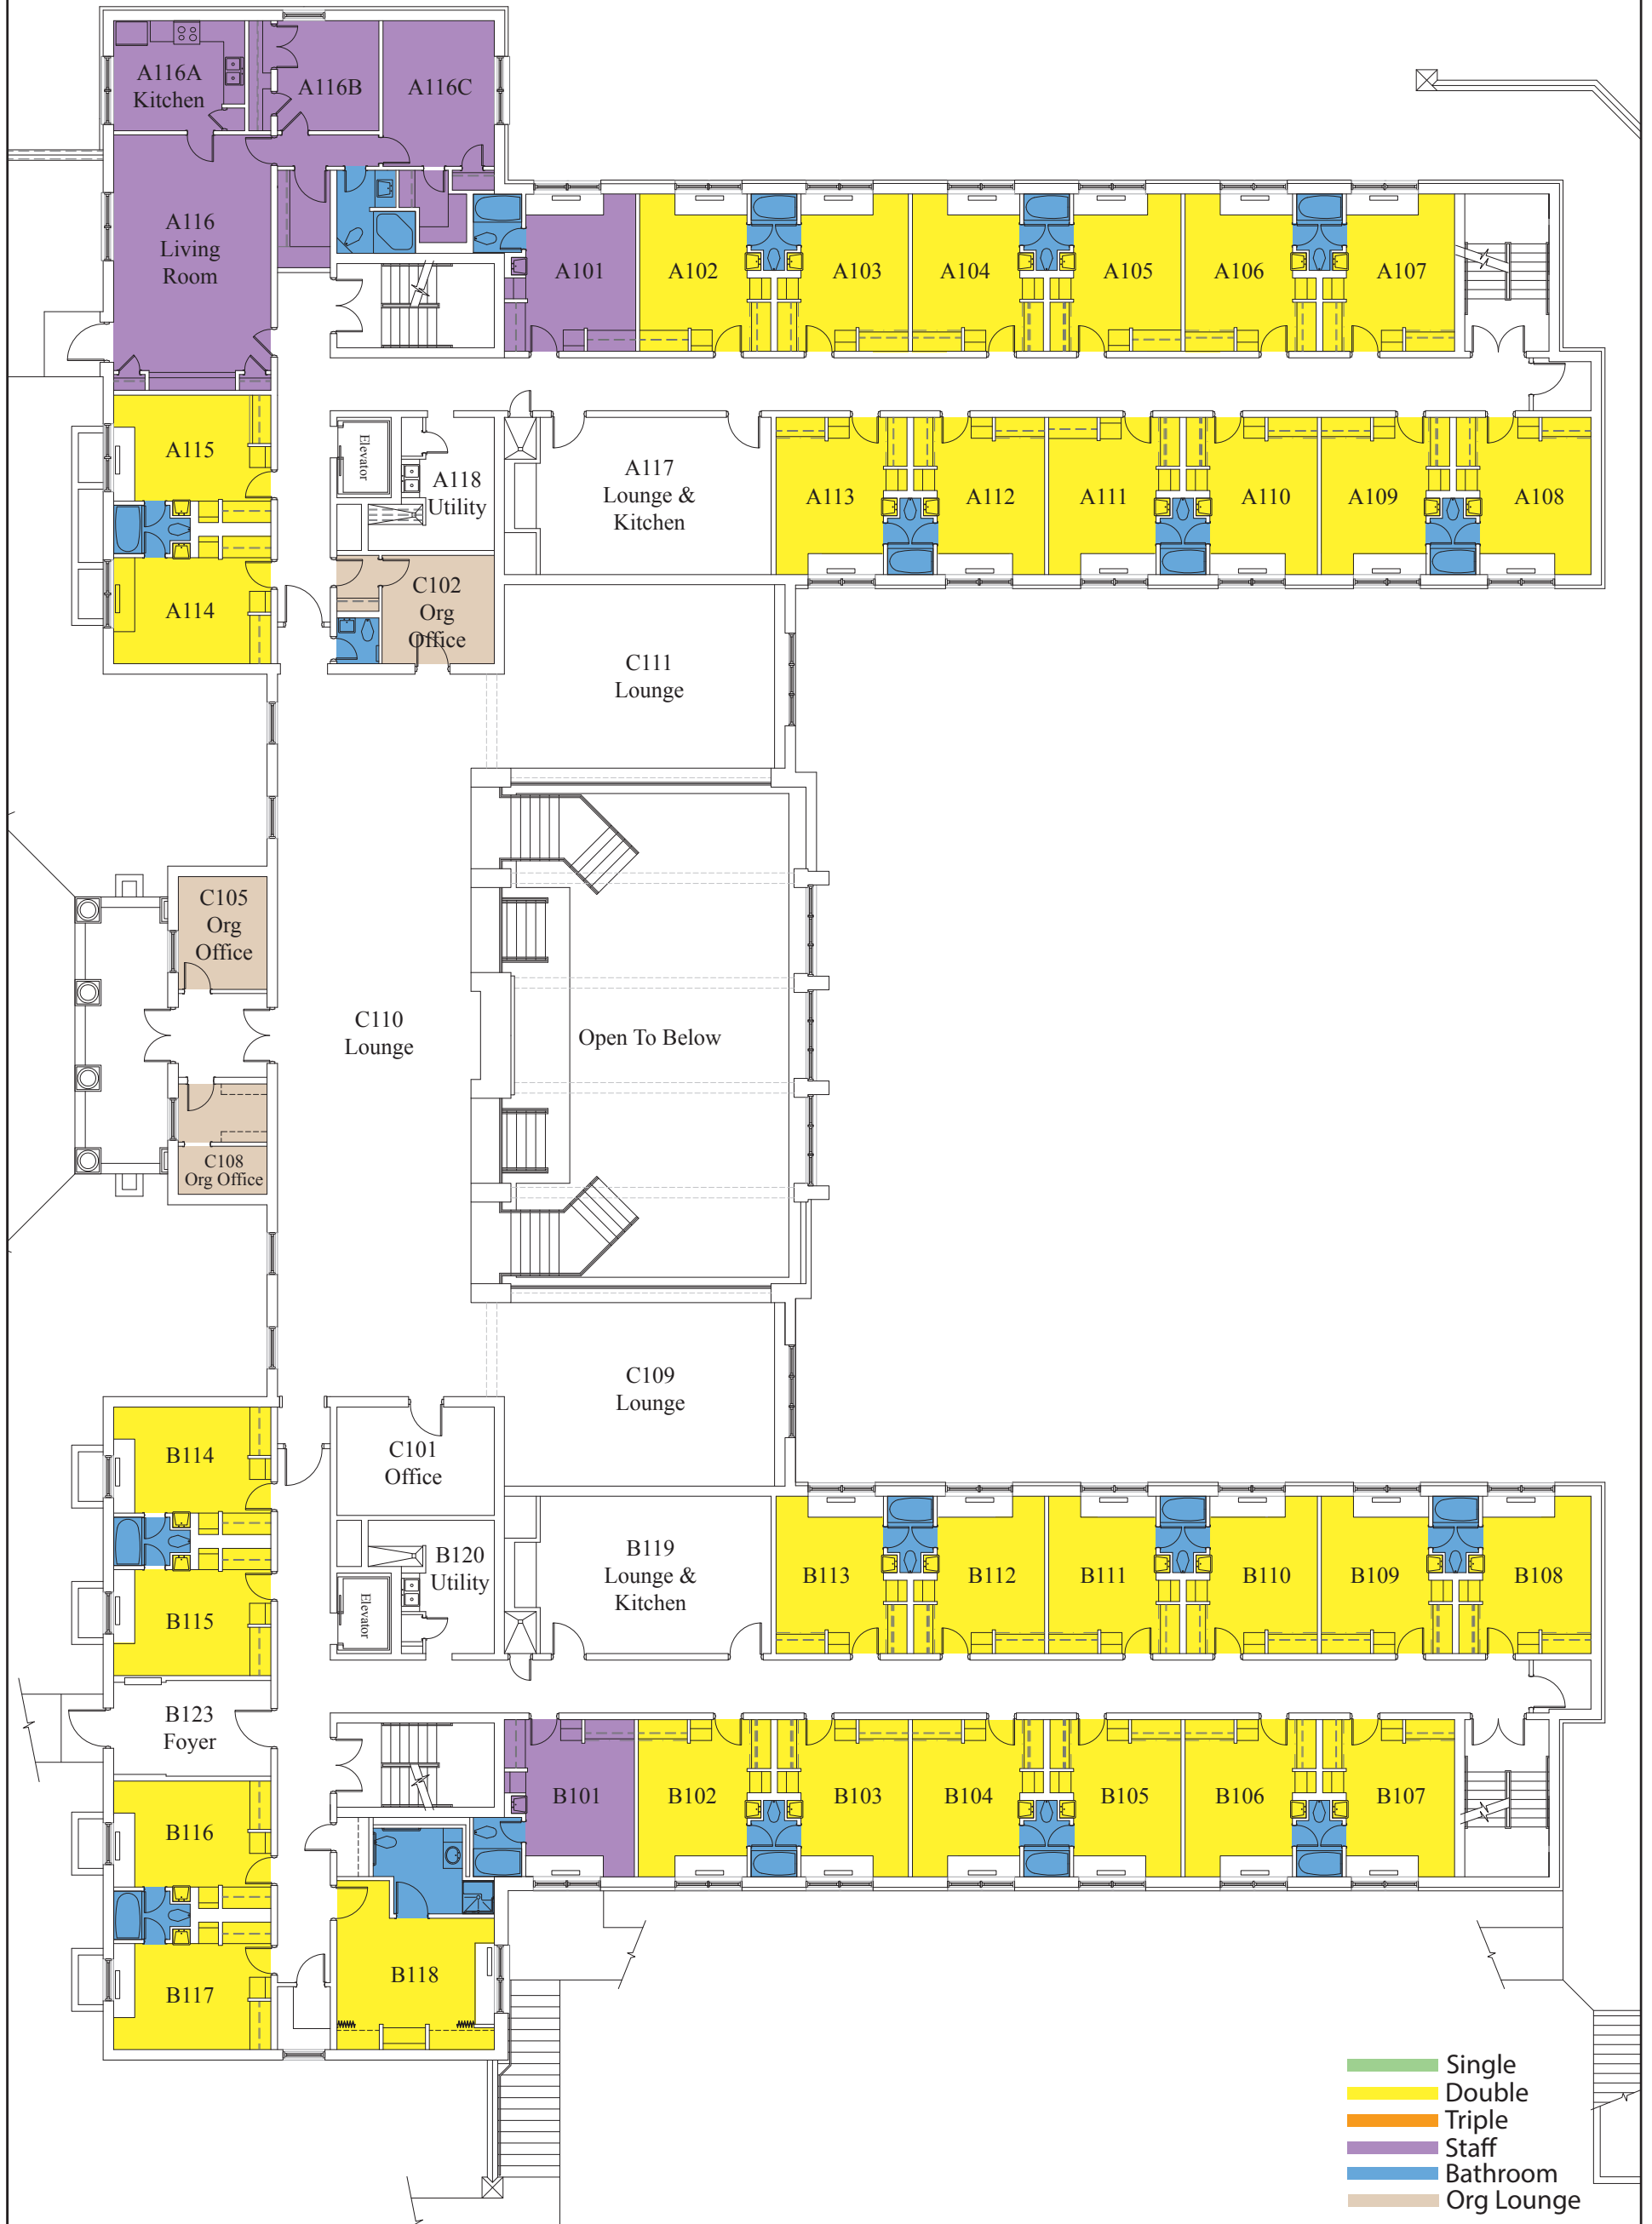 A116A
Kitchen
A116B
A116C
A116
Living
Room
A101
A102
A103
A104
A105
A106
A107
A115
Elevator
A118
Utility
A117
Lounge &
Kitchen
A113
A112
A111
A110
A109
A108
A114
C102
Org
Office
C111
Lounge
C105
Org
Office
C110
Lounge
Open To Below
C108
Org Office
C109
Lounge
B114
C101
Office
B115
Elevator
B120
Utility
B119
Lounge &
Kitchen
B113
B112
B111
B110
B109
B108
B123
Foyer
B101
B102
B103
B104
B105
B106
B107
B116
B117
B118
Single
Double
Triple
Staff
Bathroom
Org Lounge